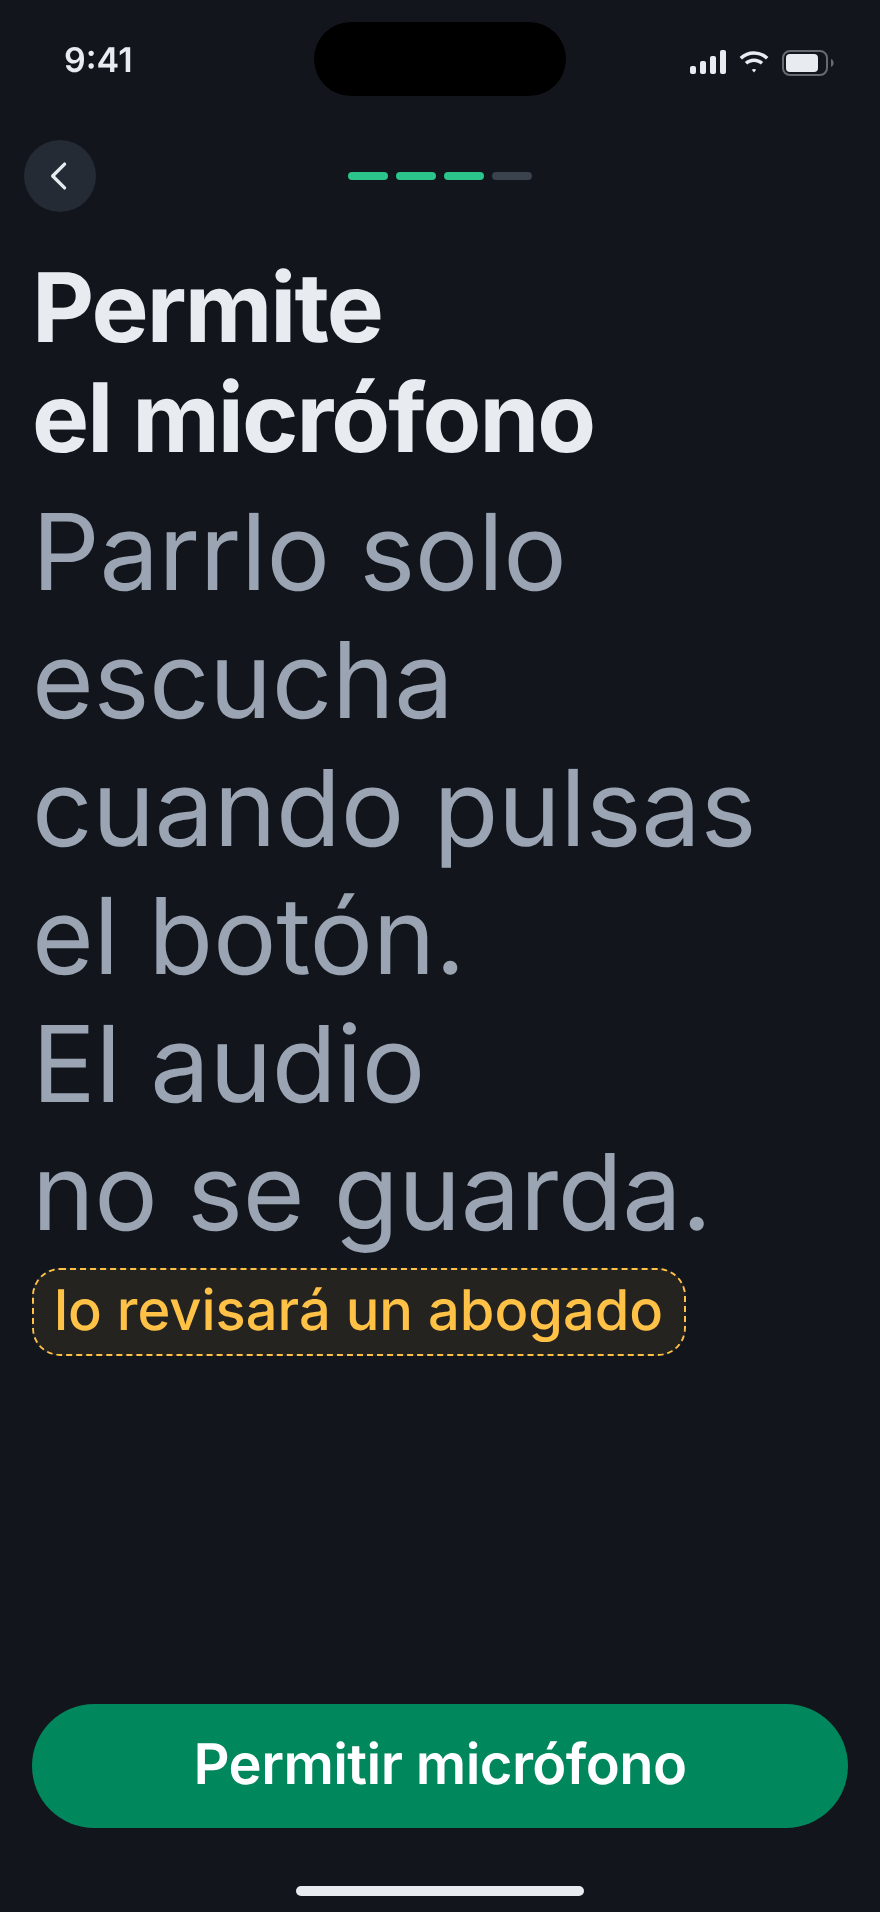 9:41
Permite
el micrófono
Parrlo solo
escucha
cuando pulsas
el botón.
El audio
no se guarda.
lo revisará un abogado
Permitir micrófono